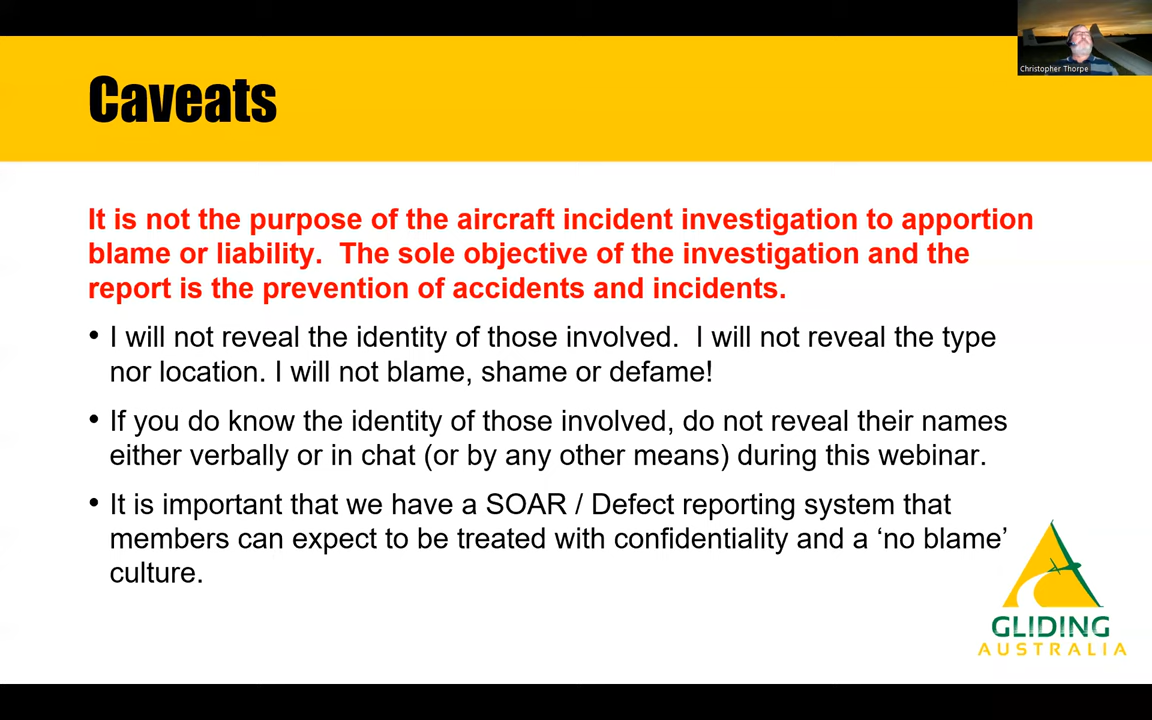 Christopher Thorpe
Caveats
It is not the purpose of the aircraft incident investigation to apportion
blame or liability.  The sole objective of the investigation and the
report is the prevention of accidents and incidents.
• I will not reveal the identity of those involved.  I will not reveal the type
nor location. I will not blame, shame or defame!
• If you do know the identity of those involved, do not reveal their names
either verbally or in chat (or by any other means) during this webinar.
• It is important that we have a SOAR / Defect reporting system that
members can expect to be treated with confidentiality and a ‘no blame’
culture.
GLIDING
AUSTRALIA